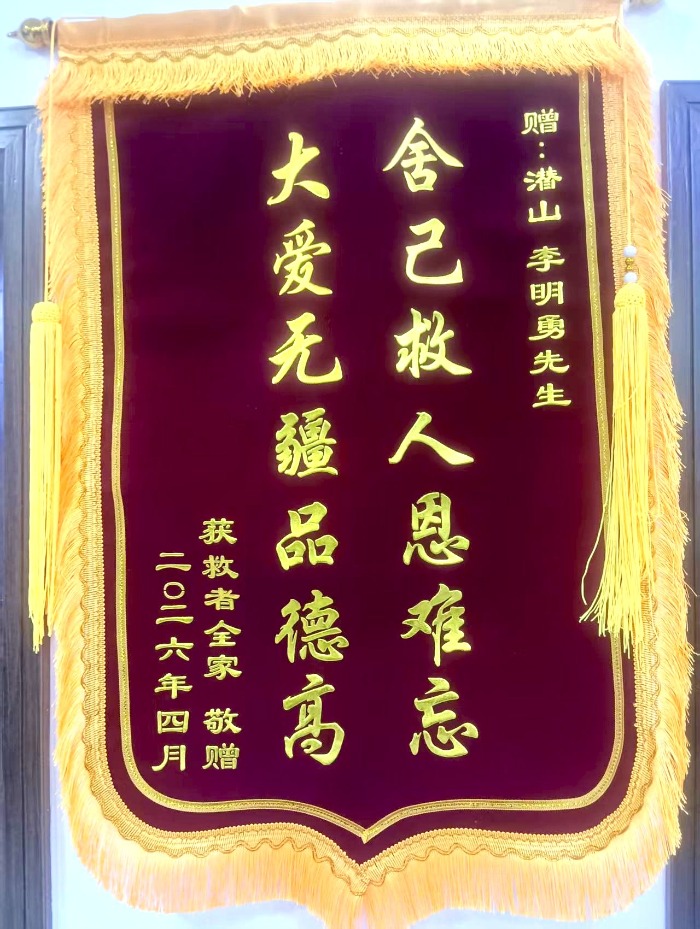 赠：潜山 李明勇先生
舍己救人恩难忘
大爱无疆品德高
获救者全家 敬赠
二〇二六年四月